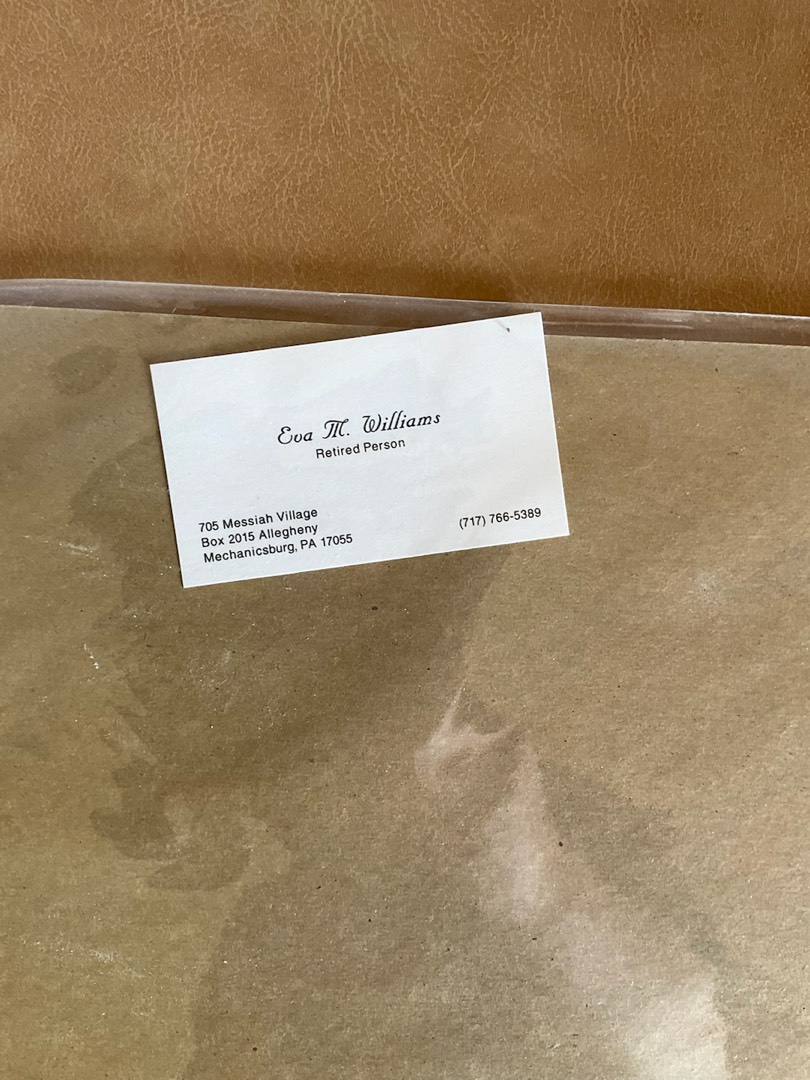 Eva M. Williams
Retired Person
705 Messiah Village
Box 2015 Allegheny
Mechanicsburg, PA 17055
(717) 766-5389